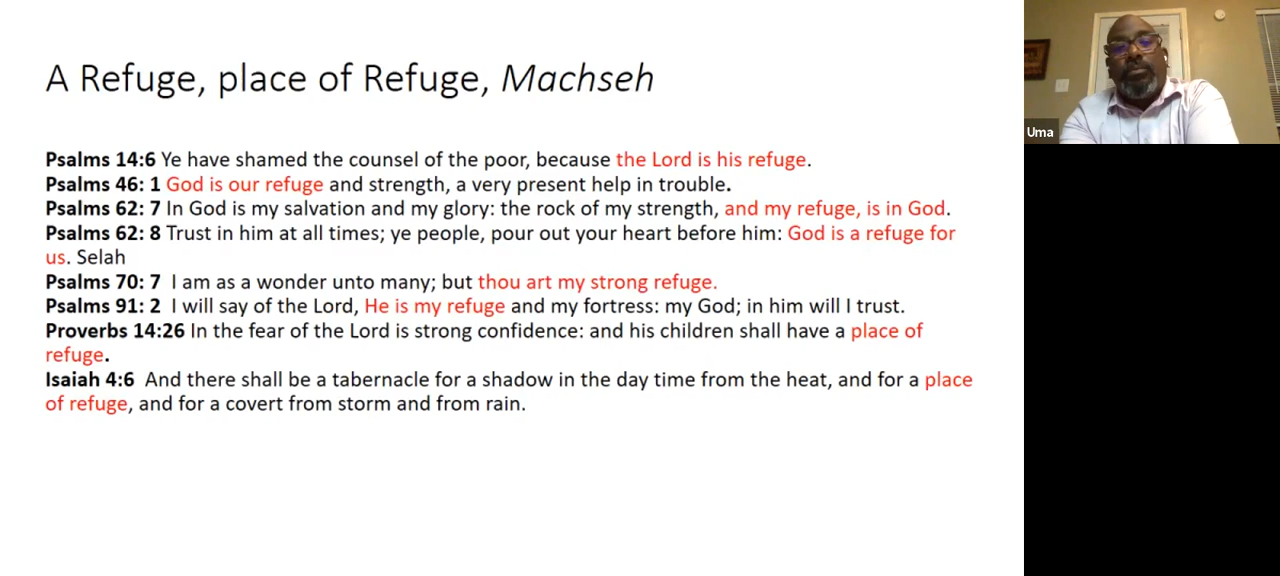 A Refuge, place of Refuge, Machseh
Psalms 14:6 Ye have shamed the counsel of the poor, because the Lord is his refuge.
Psalms 46: 1 God is our refuge and strength, a very present help in trouble.
Psalms 62: 7 In God is my salvation and my glory: the rock of my strength, and my refuge, is in God.
Psalms 62: 8 Trust in him at all times; ye people, pour out your heart before him: God is a refuge for
us. Selah
Psalms 70: 7 I am as a wonder unto many; but thou art my strong refuge.
Psalms 91: 2 I will say of the Lord, He is my refuge and my fortress: my God; in him will I trust.
Proverbs 14:26 In the fear of the Lord is strong confidence: and his children shall have a place of
refuge.
Isaiah 4:6 And there shall be a tabernacle for a shadow in the day time from the heat, and for a place
of refuge, and for a covert from storm and from rain.
Uma